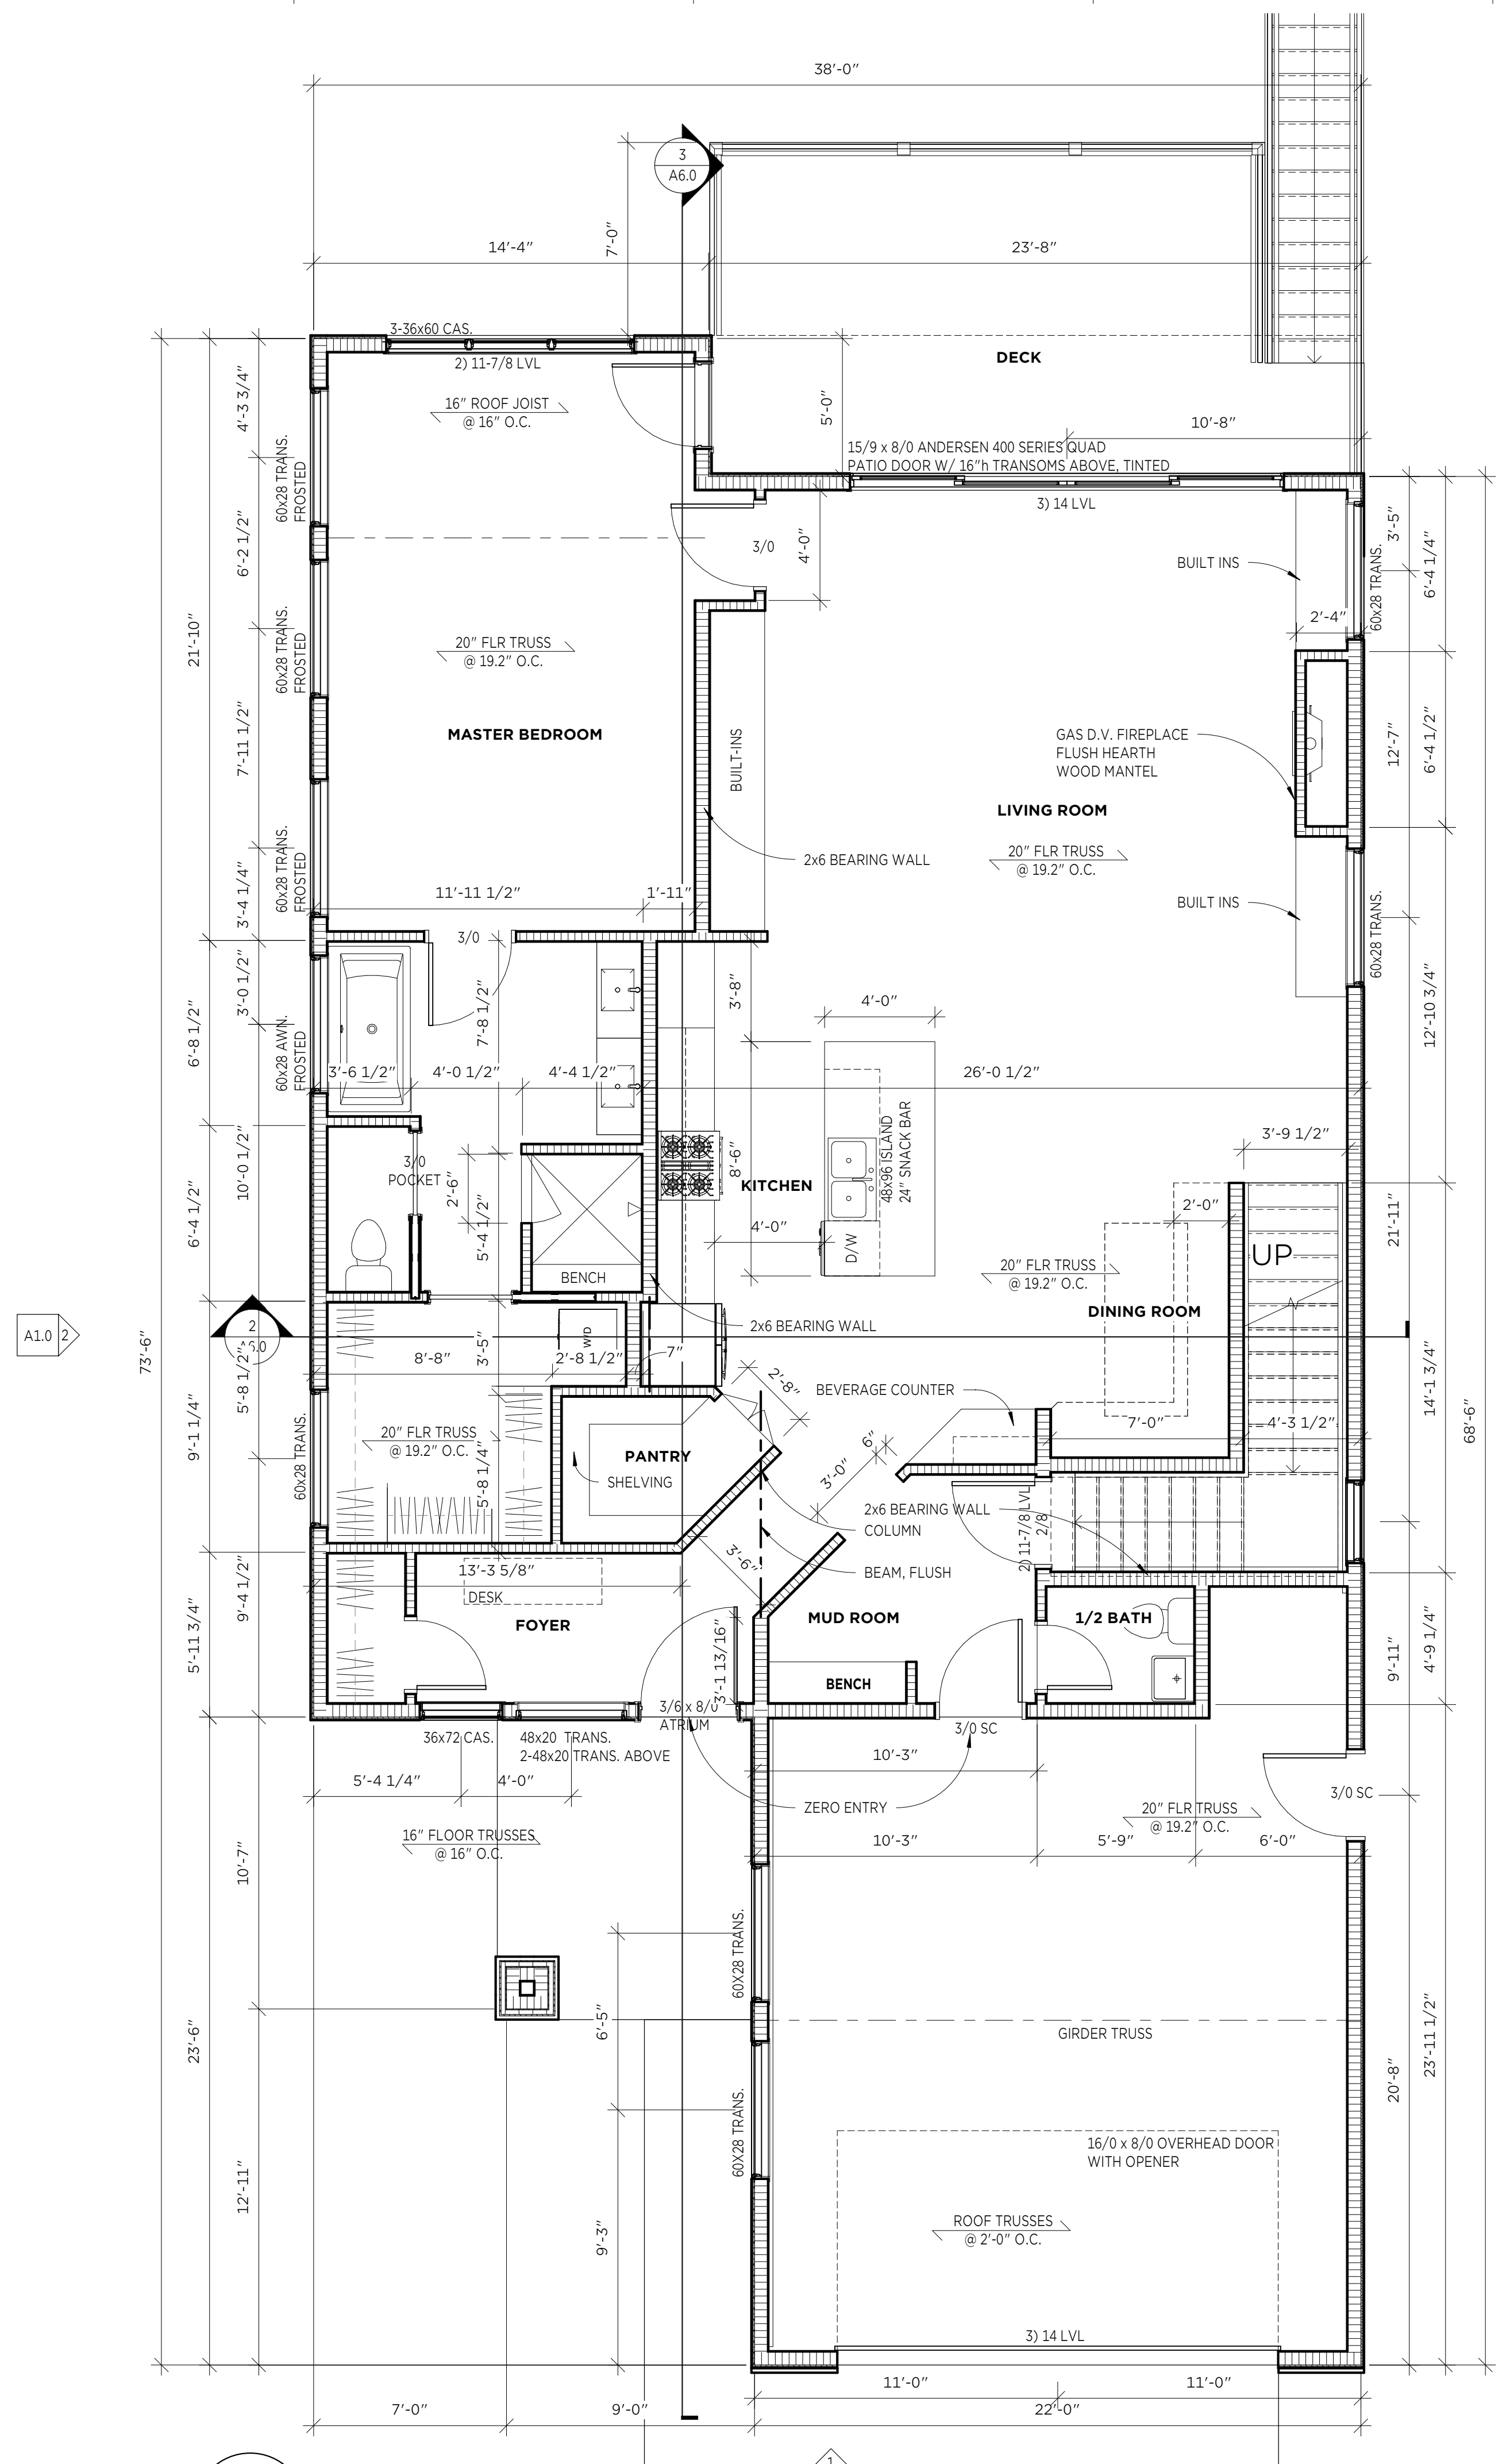 38'-0"
3
A6.0
7'-0"
14'-4"
23'-8"
3-36x60 CAS.
2) 11-7/8 LVL
DECK
16" ROOF JOIST
@ 16" O.C.
4'-3 3/4"
5'-0"
10'-8"
15/9 x 8/0 ANDERSEN 400 SERIES QUAD
PATIO DOOR W/ 16"h TRANSOMS ABOVE, TINTED
3) 14 LVL
60x28 TRANS.
FROSTED
6'-2 1/2"
3/0
4'-0"
BUILT INS
3'-5"
6'-4 1/4"
60x28 TRANS.
2'-4"
21'-10"
60x28 TRANS.
FROSTED
20" FLR TRUSS
@ 19.2" O.C.
7'-11 1/2"
MASTER BEDROOM
BUILT-INS
GAS D.V. FIREPLACE
FLUSH HEARTH
WOOD MANTEL
12'-7"
6'-4 1/2"
LIVING ROOM
20" FLR TRUSS
@ 19.2" O.C.
2x6 BEARING WALL
60x28 TRANS.
FROSTED
3'-4 1/4"
11'-11 1/2"
1'-11"
BUILT INS
60x28 TRANS.
3/0
3'-0 1/2"
7'-8 1/2"
3'-8"
4'-0"
12'-10 3/4"
6'-8 1/2"
60x28 AWN.
FROSTED
3'-6 1/2"
4'-0 1/2"
4'-4 1/2"
26'-0 1/2"
48x96 ISLAND
24" SNACK BAR
3'-9 1/2"
10'-0 1/2"
3/0
POCKET
2'-6"
8'-6"
KITCHEN
6'-4 1/2"
5'-4 1/2"
4'-0"
D/W
2'-0"
21'-11"
UP
BENCH
20" FLR TRUSS
@ 19.2" O.C.
DINING ROOM
A1.0
2
2
73'-6"
W/D
2x6 BEARING WALL
5'-8 1/2"
8'-8"
3'-5"
2'-8 1/2"
7"
2'-8"
BEVERAGE COUNTER
14'-1 3/4"
9'-1 1/4"
60x28 TRANS.
20" FLR TRUSS
@ 19.2" O.C.
5'-8 1/4"
PANTRY
SHELVING
6"
3'-0"
7'-0"
4'-3 1/2"
68'-6"
2x6 BEARING WALL
COLUMN
2) 11-7/8 LVL
2/8
BEAM, FLUSH
3'-6"
13'-3 5/8"
DESK
FOYER
MUD ROOM
1/2 BATH
9'-4 1/2"
5'-11 3/4"
3'-1 13/16"
9'-11"
4'-9 1/4"
BENCH
3/6 x 8/0
ATRIUM
36x72 CAS.
48x20 TRANS.
2-48x20 TRANS. ABOVE
3/0 SC
5'-4 1/4"
4'-0"
10'-3"
ZERO ENTRY
20" FLR TRUSS
@ 19.2" O.C.
3/0 SC
16" FLOOR TRUSSES
@ 16" O.C.
10'-3"
5'-9"
6'-0"
10'-7"
60X28 TRANS.
6'-5"
23'-6"
GIRDER TRUSS
20'-8"
23'-11 1/2"
60X28 TRANS.
16/0 x 8/0 OVERHEAD DOOR
WITH OPENER
12'-11"
9'-3"
ROOF TRUSSES
@ 2'-0" O.C.
3) 14 LVL
11'-0"
11'-0"
7'-0"
9'-0"
22'-0"
1